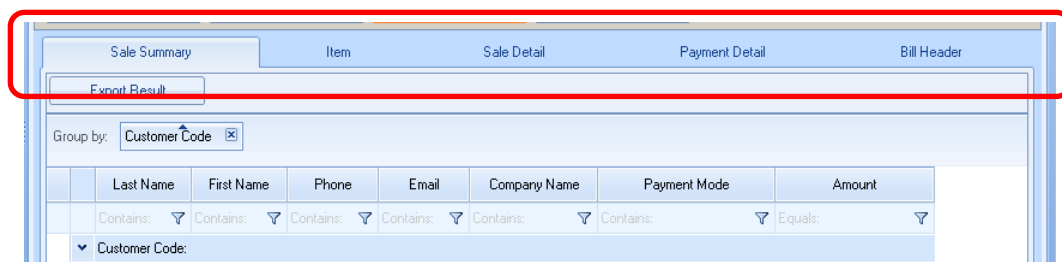 Sale Summary Item Sale Detail Payment Detail Bill Header
Export Result
Group by: Customer Code
Last Name First Name Phone Email Company Name Payment Mode Amount
Contains: Contains: Contains: Contains: Contains: Contains: Equals:
Customer Code: